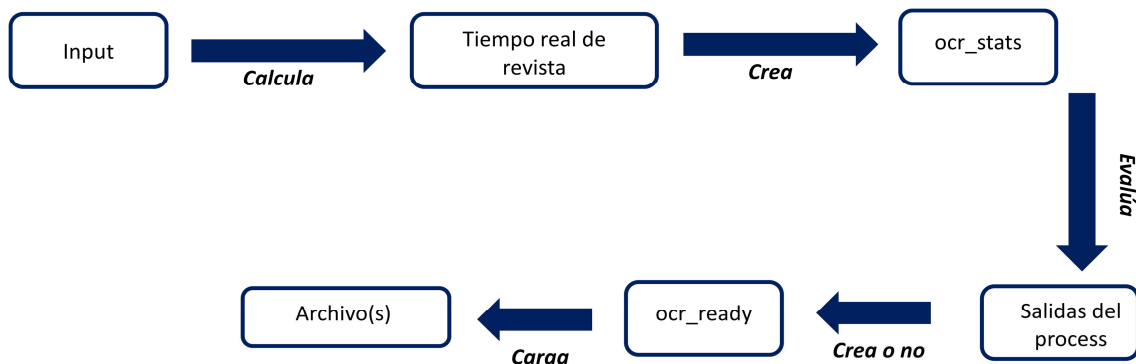 Input
Calcula
Tiempo real de
revista
Crea
ocr_stats
Evalúa
Salidas del
process
Crea o no
ocr_ready
Carga
Archivo(s)